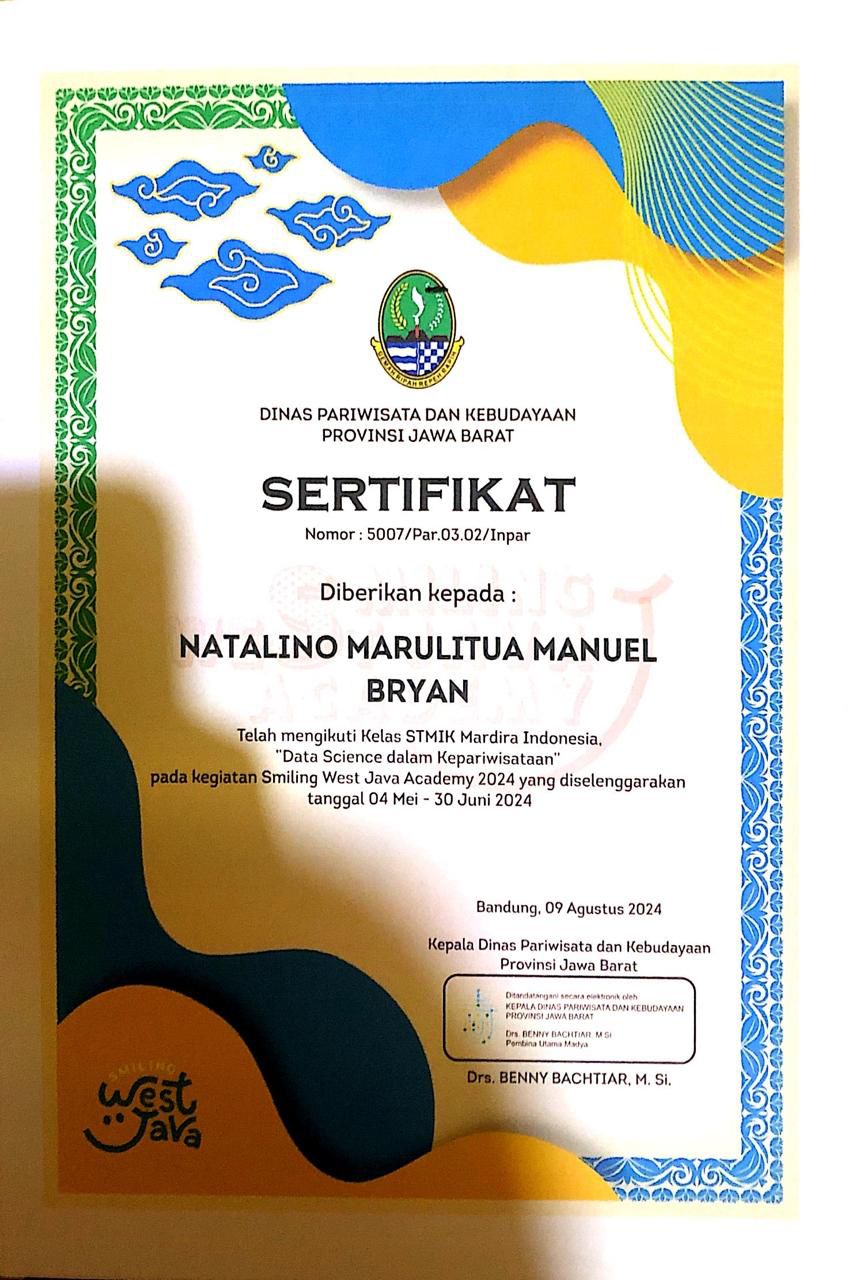 GEMAH RIPAH REPEH RAPIH
DINAS PARIWISATA DAN KEBUDAYAAN
PROVINSI JAWA BARAT
SERTIFIKAT
Nomor : 5007/Par.03.02/Inpar
Diberikan kepada :
NATALINO MARULITUA MANUEL
BRYAN
Telah mengikuti Kelas STMIK Mardira Indonesia,
"Data Science dalam Kepariwisataan"
pada kegiatan Smiling West Java Academy 2024 yang diselenggarakan
tanggal 04 Mei - 30 Juni 2024
Bandung, 09 Agustus 2024
Kepala Dinas Pariwisata dan Kebudayaan
Provinsi Jawa Barat
Ditandatangani secara elektronik oleh:
KEPALA DINAS PARIWISATA DAN KEBUDAYAAN
PROVINSI JAWA BARAT
Drs. BENNY BACHTIAR, M.Si
Pembina Utama Madya
Drs. BENNY BACHTIAR, M. Si.
SMILING
West
Java